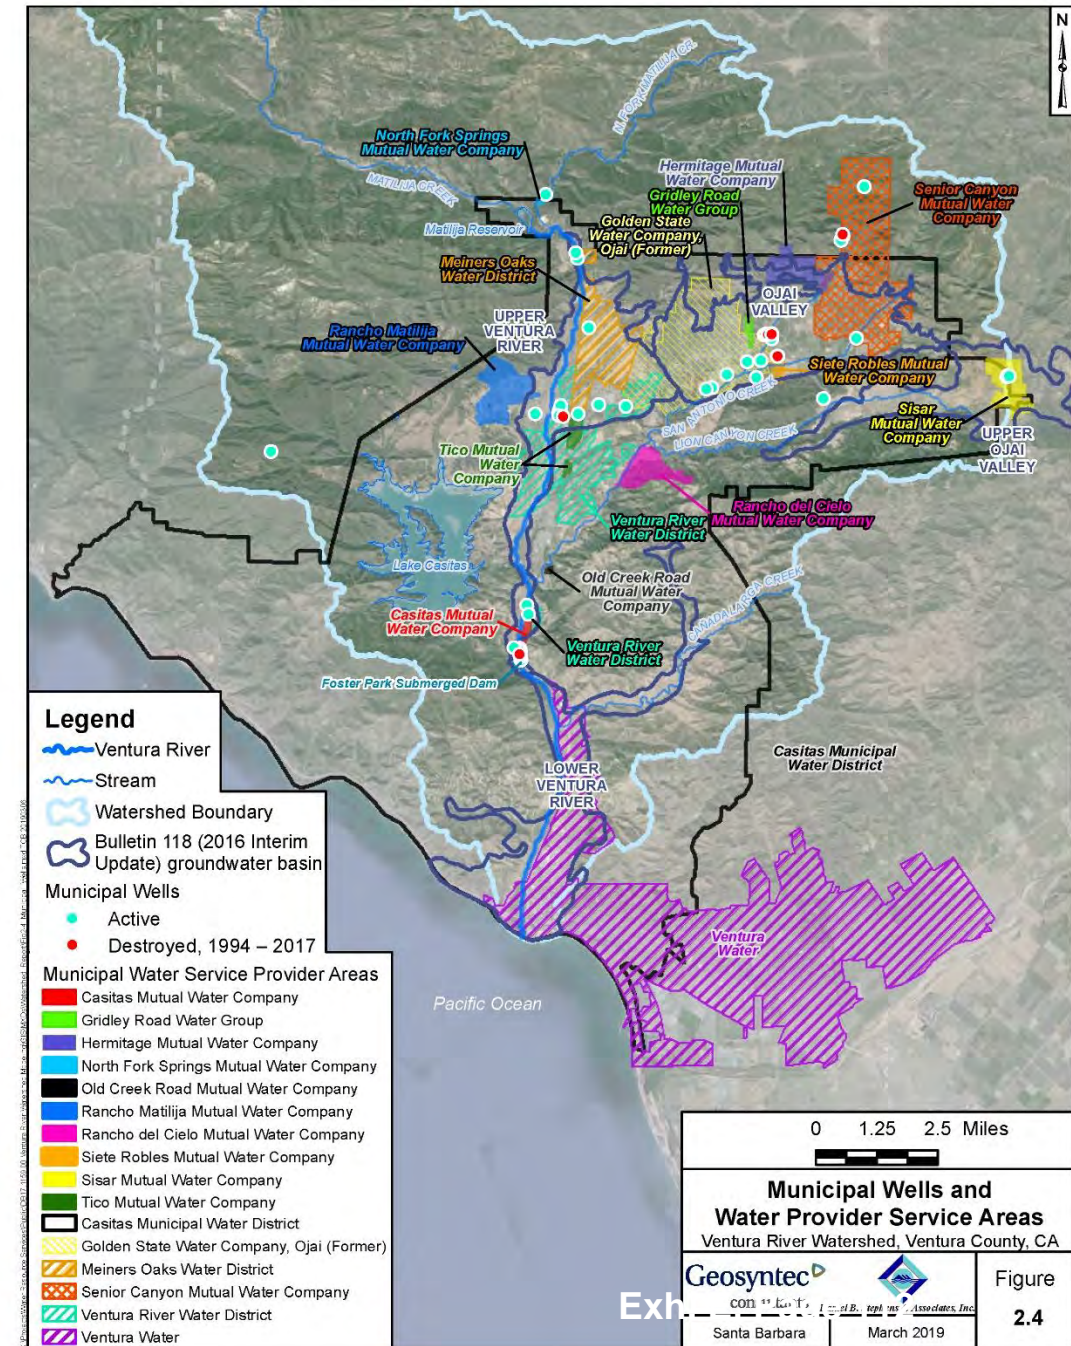 N
N. FORK MATILIJA CR.
North Fork Springs
Mutual Water Company
MATILIJA CREEK
Hermitage Mutual
Water Company
Gridley Road
Water Group
Senior Canyon
Mutual Water
Company
Golden State
Water Company,
Ojai (Former)
Matilija Reservoir
Meiners Oaks
Water District
OJAI
VALLEY
UPPER
VENTURA
RIVER
Rancho Matilija
Mutual Water Company
Siete Robles Mutual
Water Company
SAN ANTONIO CREEK
LION CANYON CREEK
Sisar
Mutual Water
Company
UPPER
OJAI
VALLEY
Tico Mutual
Water
Company
Rancho del Cielo
Mutual Water Company
Ventura River
Water District
Lake Casitas
Old Creek Road
Mutual Water
Company
CANADA LARGA CREEK
Casitas Mutual
Water Company
Ventura River
Water District
Foster Park Submerged Dam
Casitas Municipal
Water District
LOWER
VENTURA
RIVER
Ventura
Water
Pacific Ocean
Legend
Ventura River
Stream
Watershed Boundary
Bulletin 118 (2016 Interim
Update) groundwater basin
Municipal Wells
Active
Destroyed, 1994 – 2017
Municipal Water Service Provider Areas
Casitas Mutual Water Company
Gridley Road Water Group
Hermitage Mutual Water Company
North Fork Springs Mutual Water Company
Old Creek Road Mutual Water Company
Rancho Matilija Mutual Water Company
Rancho del Cielo Mutual Water Company
Siete Robles Mutual Water Company
Sisar Mutual Water Company
Tico Mutual Water Company
Casitas Municipal Water District
Golden State Water Company, Ojai (Former)
Meiners Oaks Water District
Senior Canyon Mutual Water Company
Ventura River Water District
Ventura Water
0 1.25 2.5 Miles
Municipal Wells and
Water Provider Service Areas
Ventura River Watershed, Ventura County, CA
Geosyntec
& Associates, Inc.
Santa Barbara
March 2019
Figure
2.4